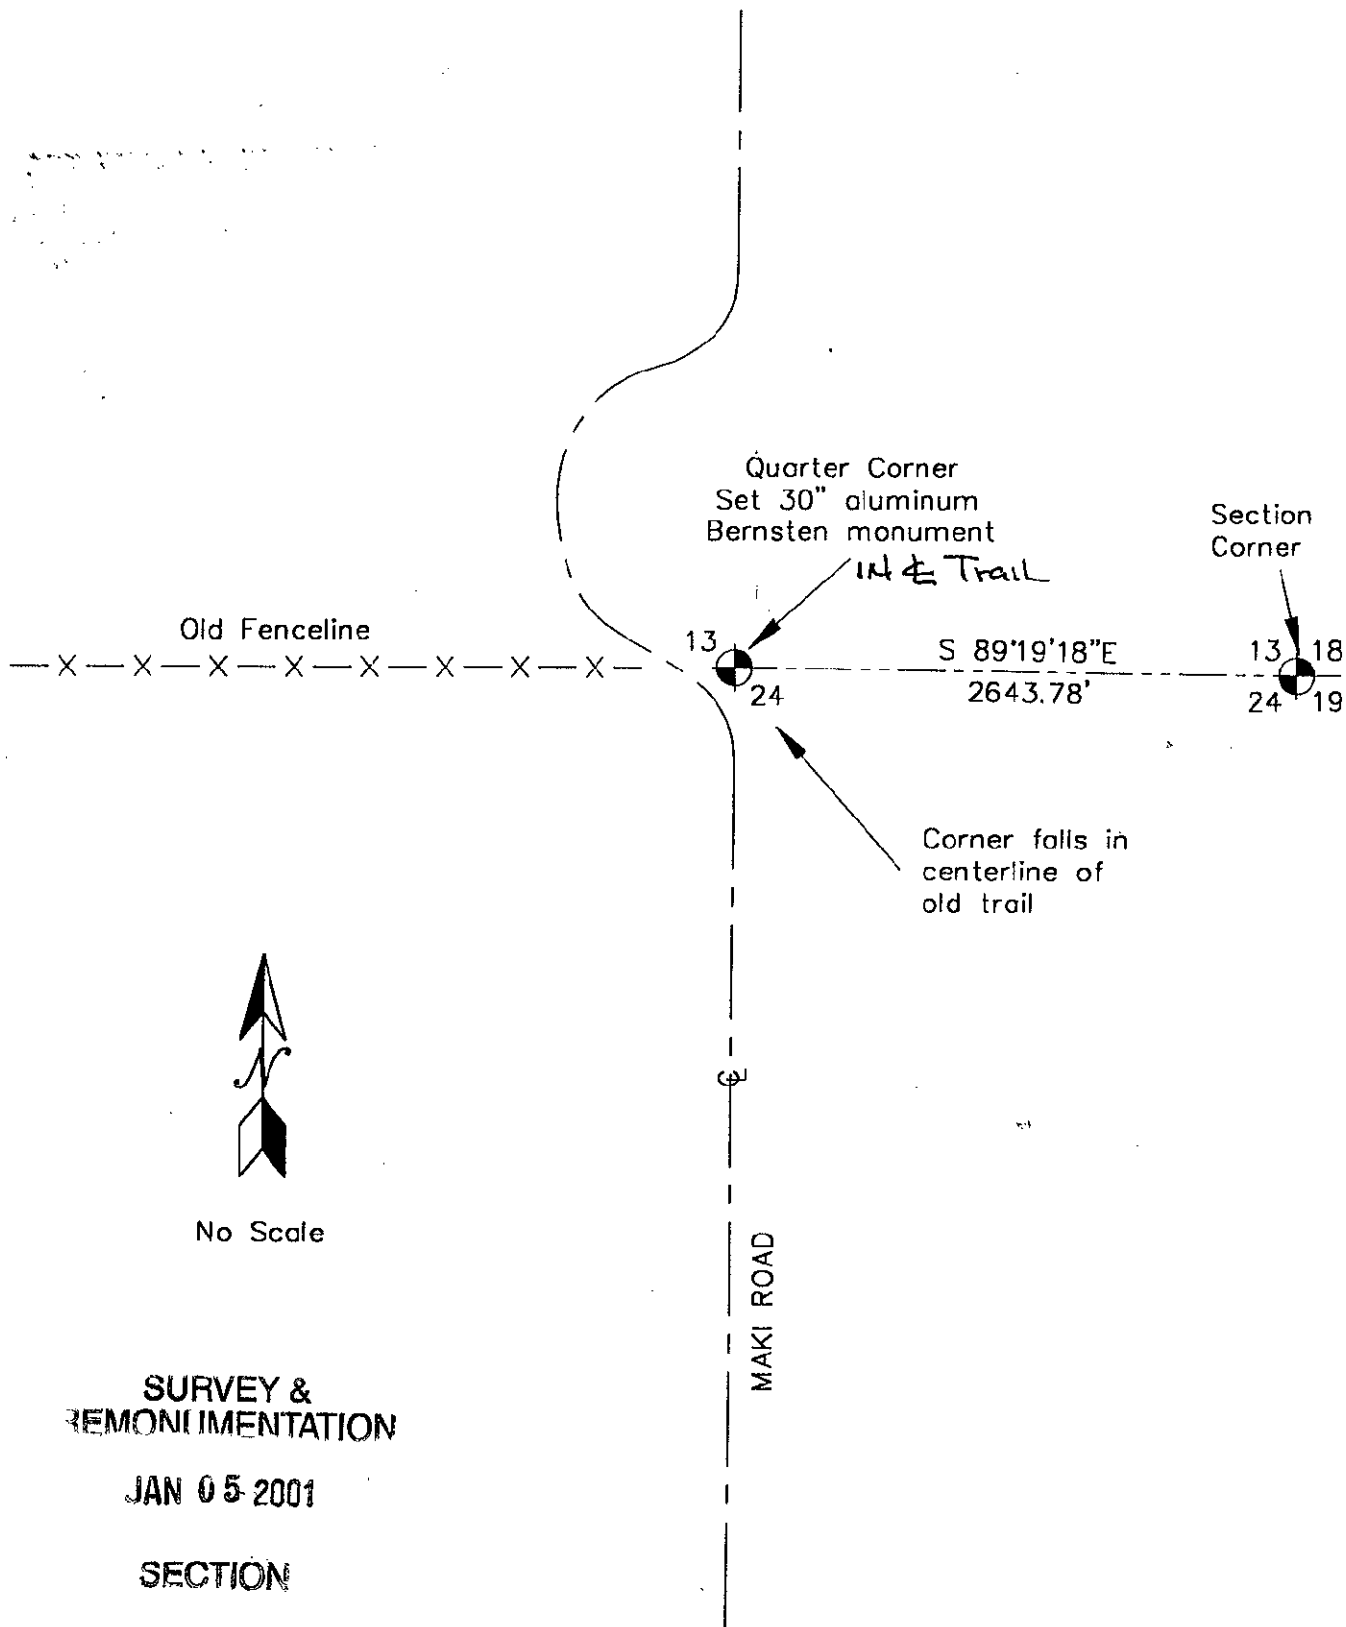 Quarter Corner
Set 30" aluminum
Bernsten monument
IN ℄ Trail
Section
Corner
Old Fenceline
—X—X—X—X—X—X—X—X—
13
24
S 89°19'18"E
2643.78'
13 18
24 19
Corner falls in
centerline of
old trail
N
℄
No Scale
MAKI ROAD
SURVEY &
REMONUMENTATION
JAN 05 2001
SECTION